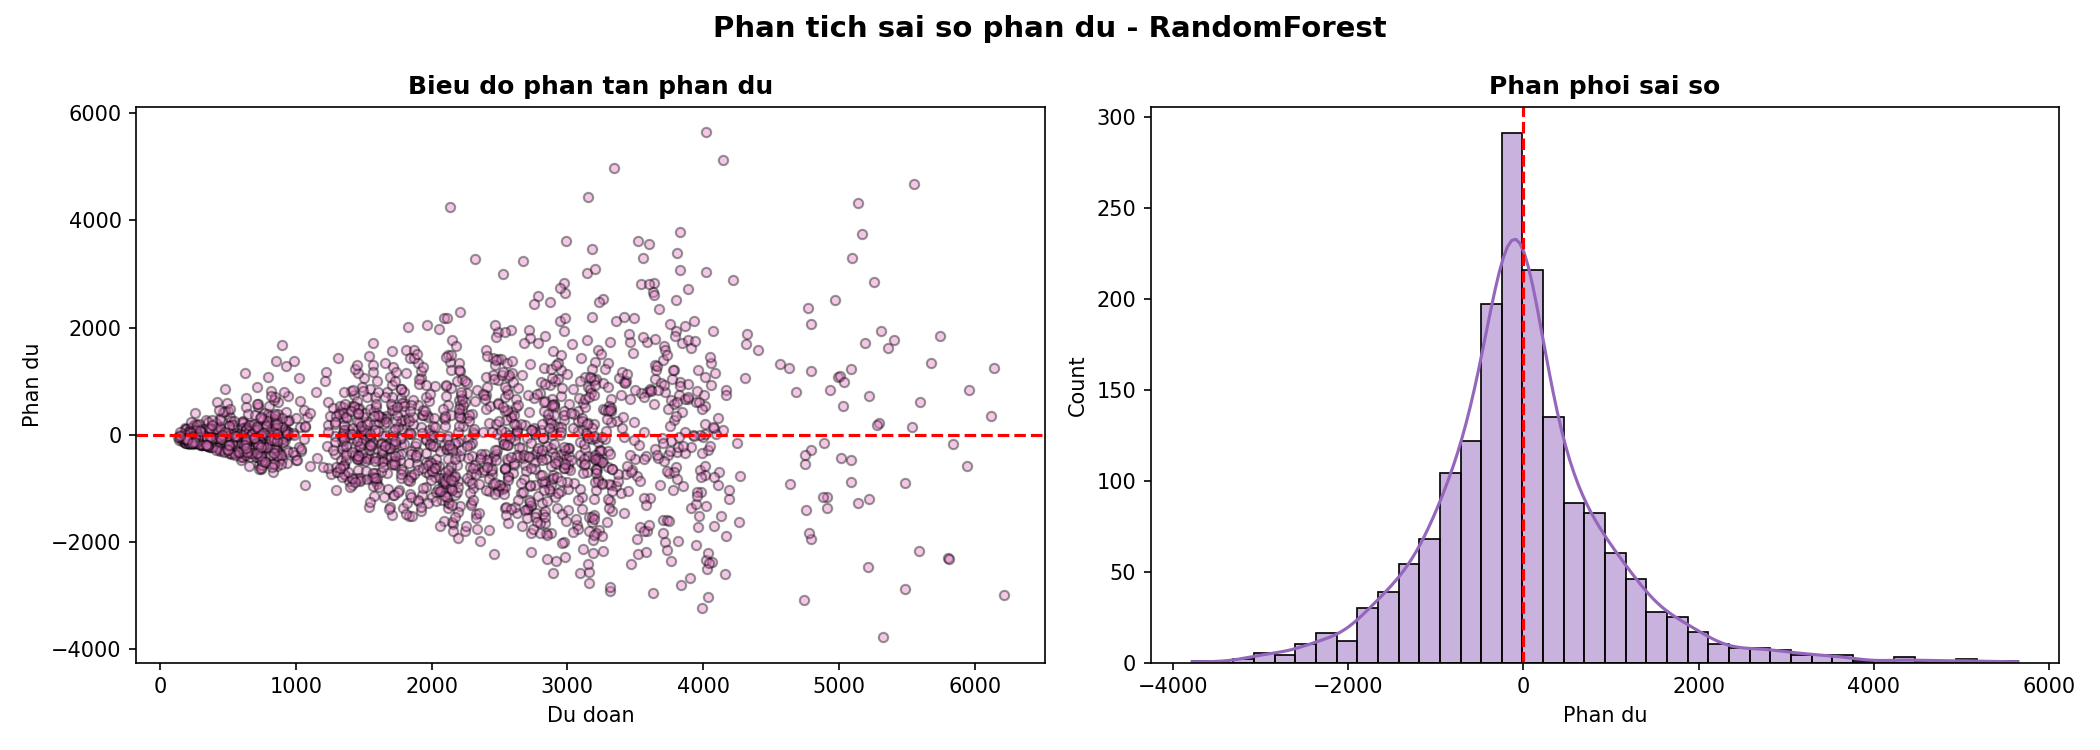 Phan tich sai so phan du - RandomForest
Bieu do phan tan phan du
6000
4000
2000
0
−2000
−4000
Phan du
0 1000 2000 3000 4000 5000 6000
Du doan
Phan phoi sai so
300
250
200
150
100
50
0
Count
−4000 −2000 0 2000 4000 6000
Phan du